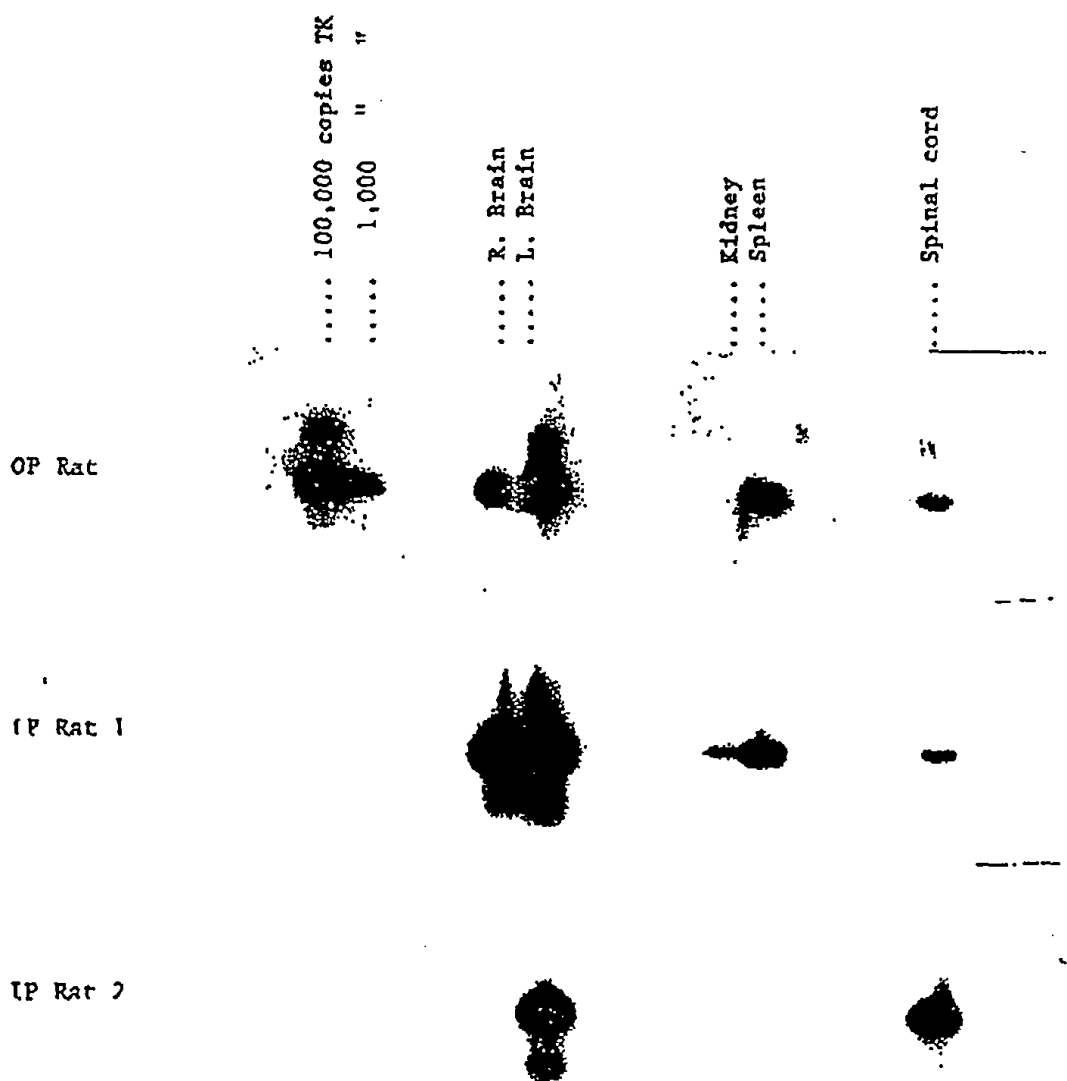 ..... 100,000 copies TK
..... 1,000 " "
..... R. Brain
..... L. Brain
..... Kidney
..... Spleen
..... Spinal cord
OP Rat
IP Rat 1
IP Rat 2